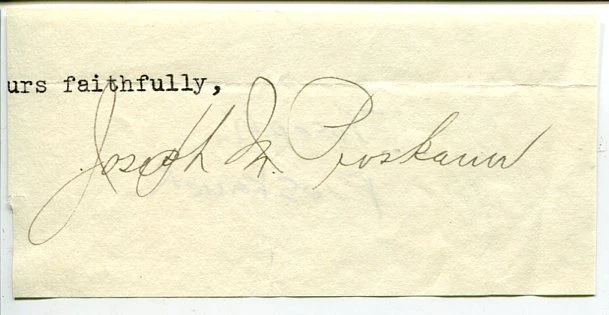 urs faithfully,
Joseph M. Proskauer